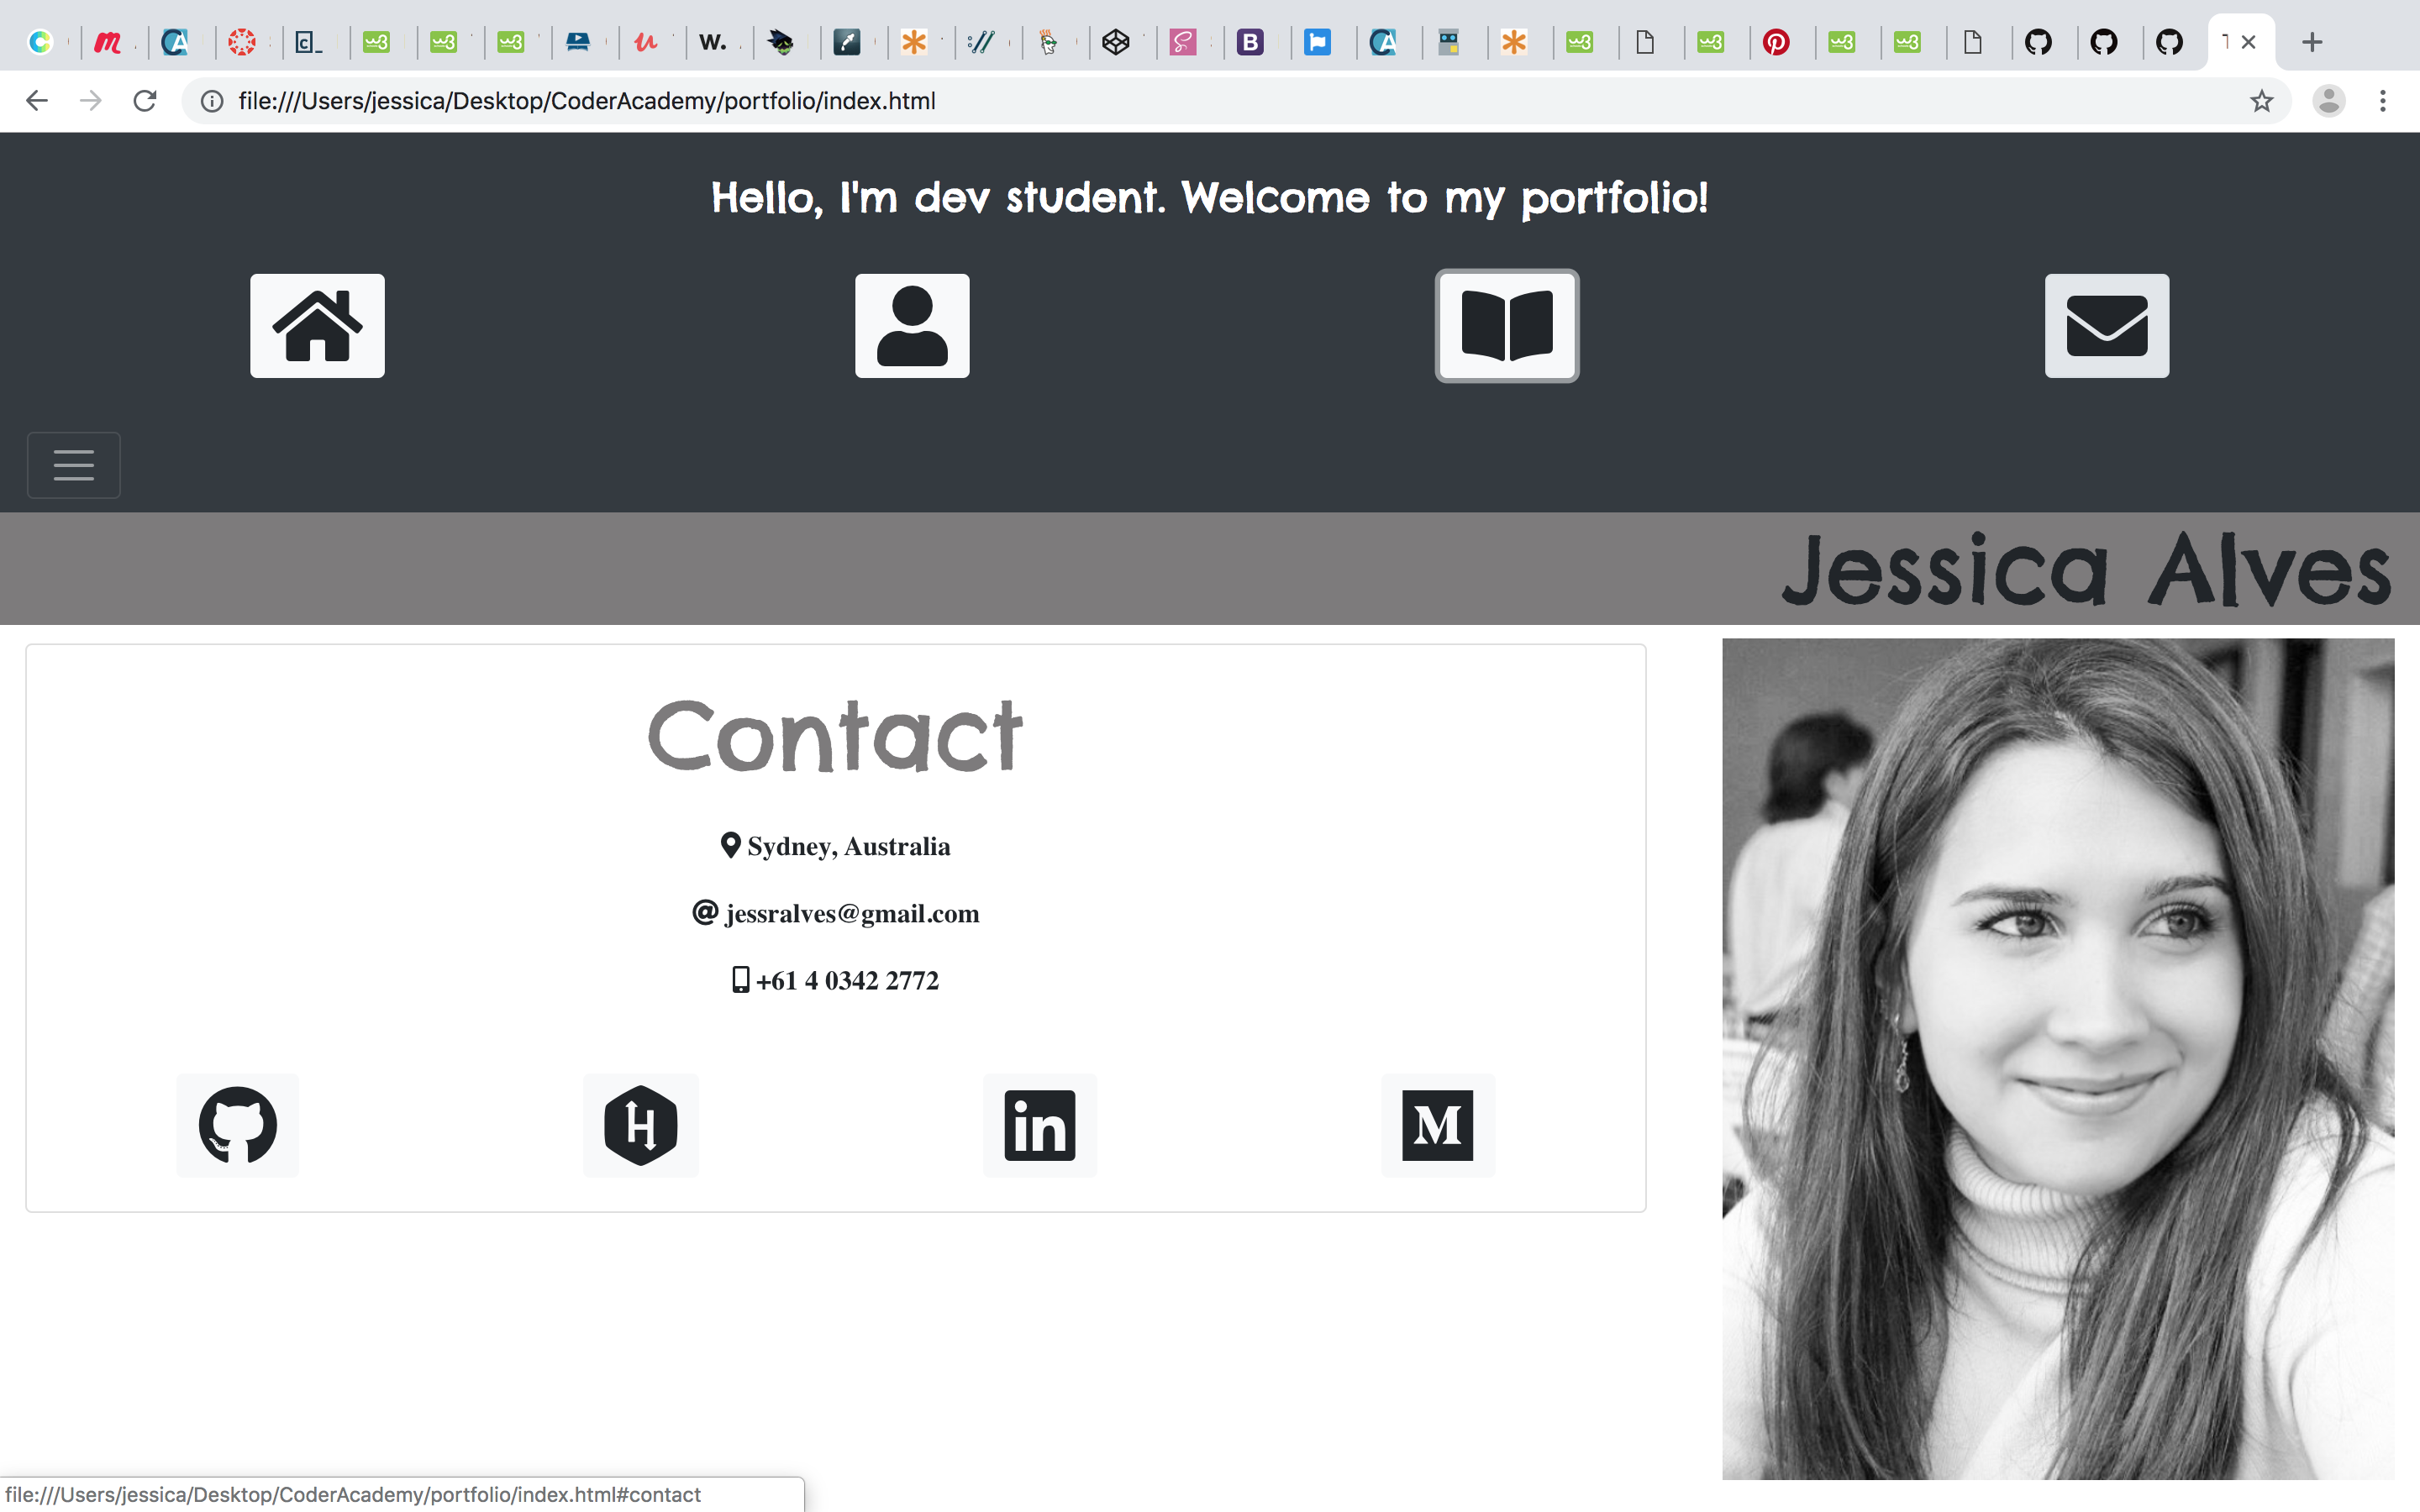 W.
file:///Users/jessica/Desktop/CoderAcademy/portfolio/index.html
Hello, I'm dev student. Welcome to my portfolio!
Jessica Alves
Contact
Sydney, Australia
@ jessralves@gmail.com
+61 4 0342 2772
file:///Users/jessica/Desktop/CoderAcademy/portfolio/index.html#contact